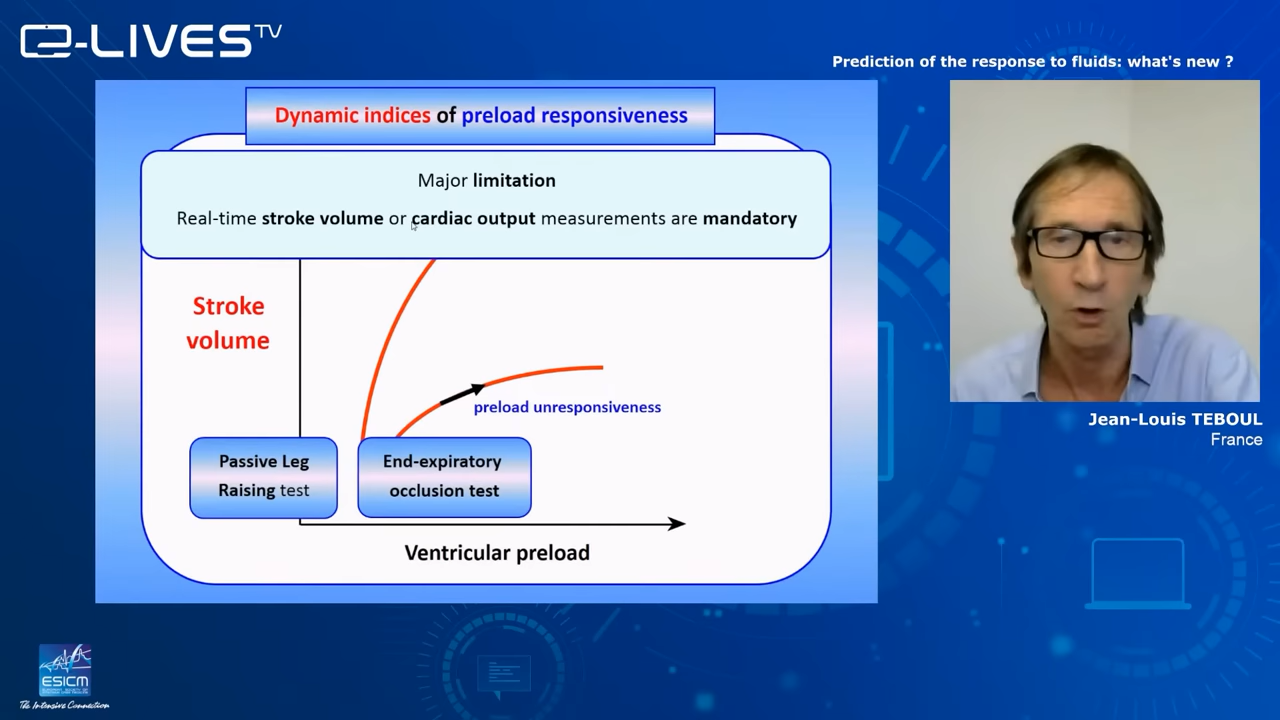 e-LIVES TV
Prediction of the response to fluids: what's new ?
Dynamic indices of preload responsiveness
Major limitation
Real-time stroke volume or cardiac output measurements are mandatory
Stroke
volume
preload unresponsiveness
Passive Leg
Raising test
End-expiratory
occlusion test
Ventricular preload
Jean-Louis TEBOUL
France
ESICM
The Intensive Connection